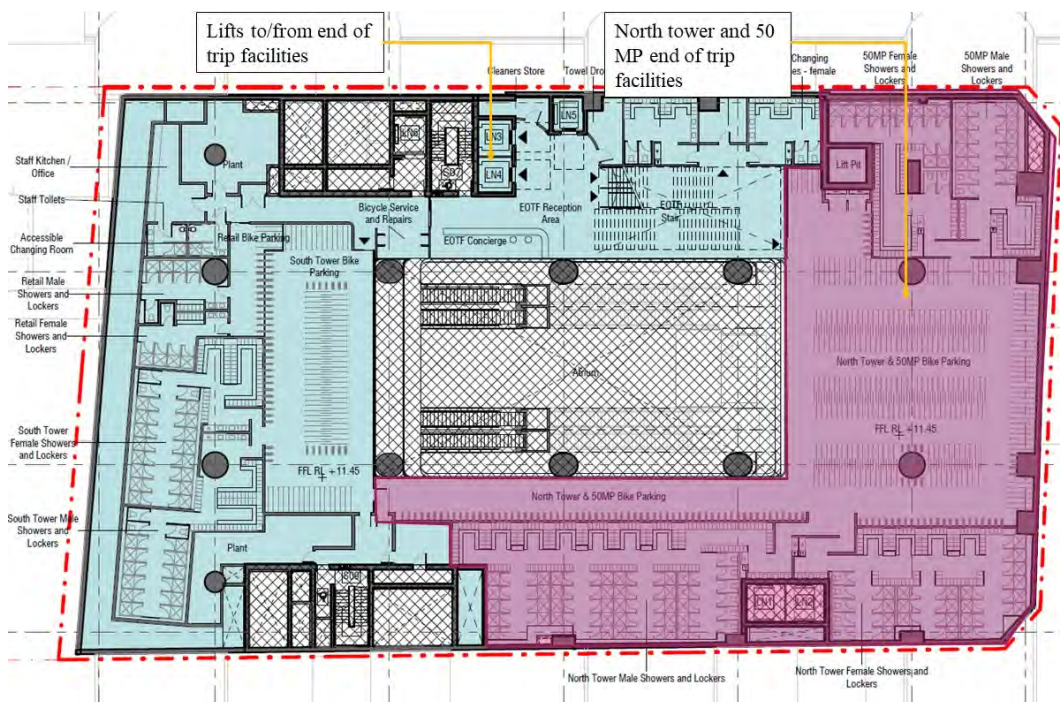 Lifts to/from end of
trip facilities
North tower and 50
MP end of trip
facilities
Cleaners Store
Towel Dro
Changing
es - female
50MP Female
Showers and
Lockers
50MP Male
Showers and
Lockers
LN5
LN6
LN3
LN4
SD7
Lift Pit
Staff Kitchen /
Office
Plant
Staff Toilets
Bicycle Service
and Repairs
EOTF Reception
Area
EOTF
Stair
Accessible
Changing Room
Retail Bike Parking
EOTF Concierge
South Tower Bike
Parking
Retail Male
Showers and
Lockers
Retail Female
Showers and
Lockers
Atrium
North Tower & 50MP Bike Parking
South Tower
Female Showers
and Lockers
FFL RL +11.45
FFL RL +11.45
North Tower & 50MP Bike Parking
South Tower Male
Showers and
Lockers
Plant
LN1
LN2
North Tower Male Showers and Lockers
North Tower Female Showers and
Lockers